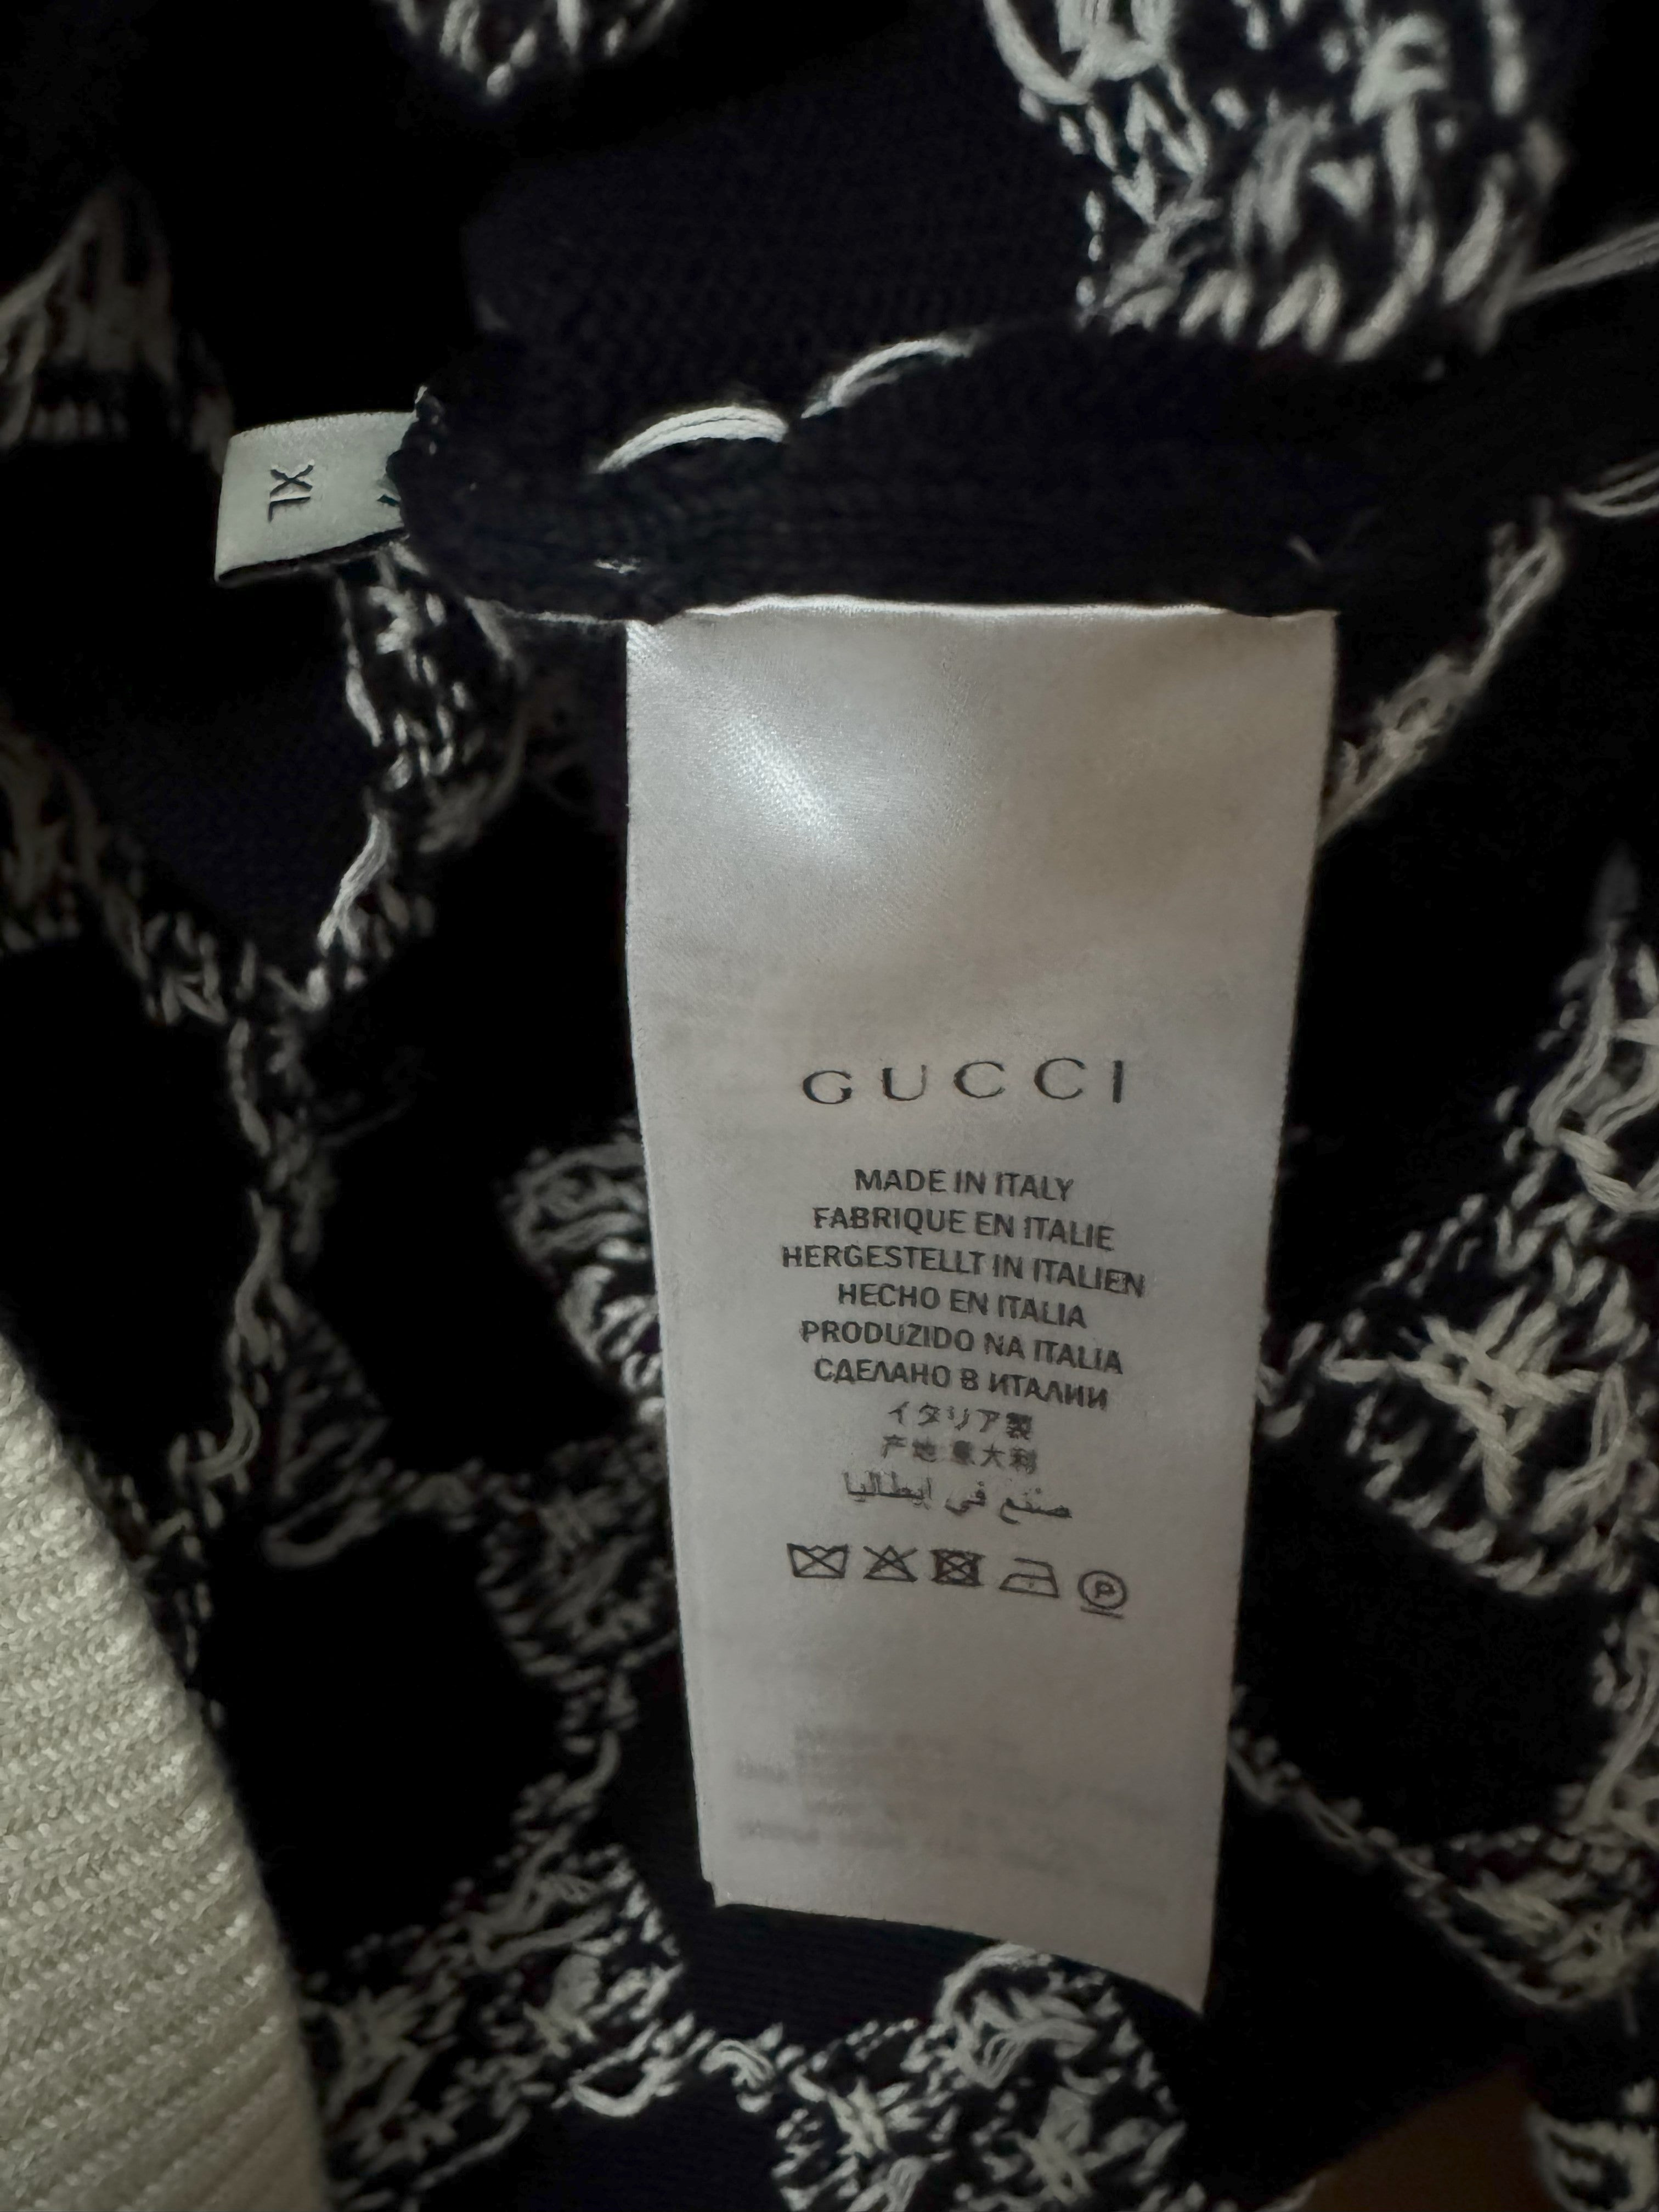 XL
GUCCI
MADE IN ITALY
FABRIQUE EN ITALIE
HERGESTELLT IN ITALIEN
HECHO EN ITALIA
PRODUZIDO NA ITALIA
СДЕЛАНО В ИТАЛИИ
イタリア製
产地 意大利
صنع في إيطاليا
P